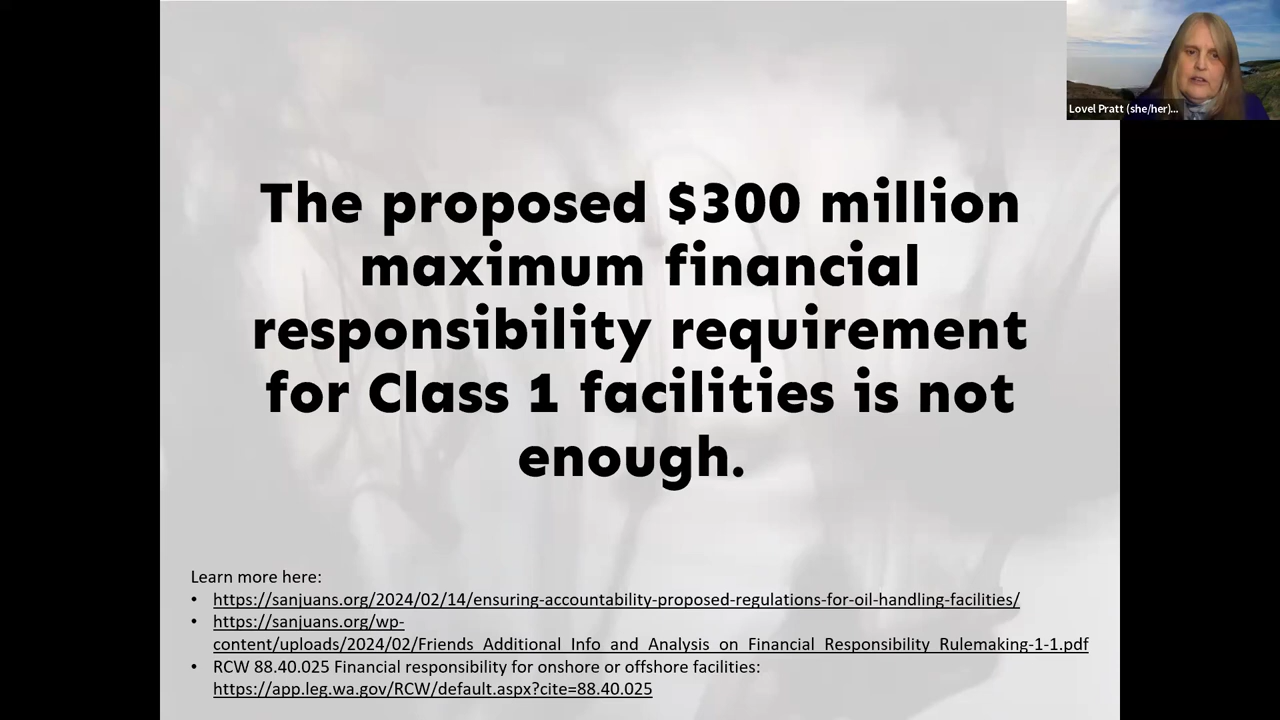 Lovel Pratt (she/her)...
The proposed $300 million
maximum financial
responsibility requirement
for Class 1 facilities is not
enough.
Learn more here:
• https://sanjuans.org/2024/02/14/ensuring-accountability-proposed-regulations-for-oil-handling-facilities/
• https://sanjuans.org/wp-
content/uploads/2024/02/Friends_Additional_Info_and_Analysis_on_Financial_Responsibility_Rulemaking-1-1.pdf
• RCW 88.40.025 Financial responsibility for onshore or offshore facilities:
https://app.leg.wa.gov/RCW/default.aspx?cite=88.40.025